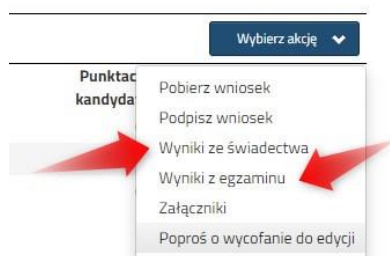 Wybierz akcję
Punktac
kandyda
Pobierz wniosek
Podpisz wniosek
Wyniki ze świadectwa
Wyniki z egzaminu
Załączniki
Poproś o wycofanie do edycji